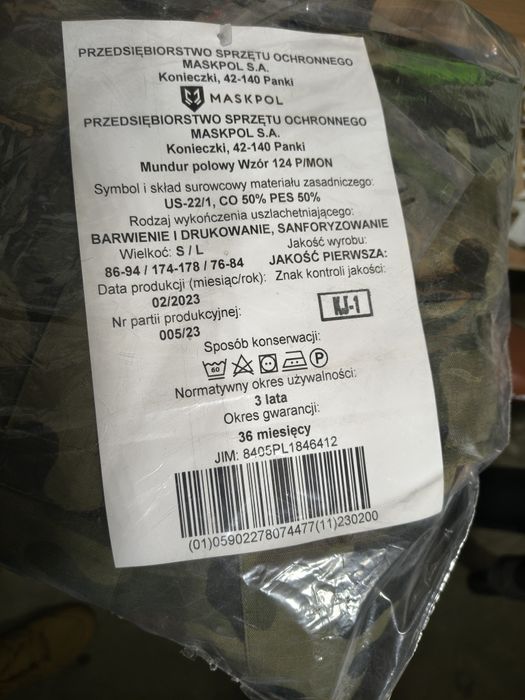 PRZEDSIĘBIORSTWO SPRZĘTU OCHRONNEGO
MASKPOL S.A.
Konieczki, 42-140 Panki
MASKPOL
PRZEDSIĘBIORSTWO SPRZĘTU OCHRONNEGO
MASKPOL S.A.
Konieczki, 42-140 Panki
Mundur polowy Wzór 124 P/MON
Symbol i skład surowcowy materiału zasadniczego:
US-22/1, CO 50% PES 50%
Rodzaj wykończenia uszlachetniającego:
BARWIENIE I DRUKOWANIE, SANFORYZOWANIE
Wielkoć: S / L
Jakość wyrobu:
86-94 / 174-178 / 76-84
JAKOŚĆ PIERWSZA:
Data produkcji (miesiąc/rok):
Znak kontroli jakości:
02/2023
KJ-1
Nr partii produkcyjnej:
005/23
Sposób konserwacji:
60
P
Normatywny okres używalności:
3 lata
Okres gwarancji:
36 miesięcy
JIM: 8405PL1846412
(01)05902278074477(11)230200